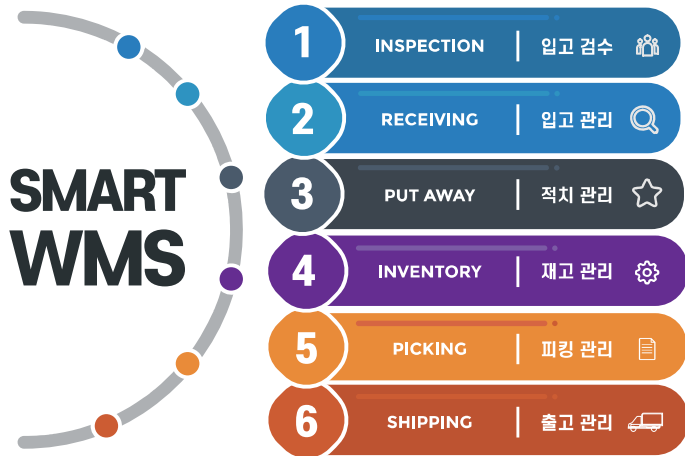 SMART
WMS
1 INSPECTION | 입고 검수
2 RECEIVING | 입고 관리
3 PUT AWAY | 적치 관리
4 INVENTORY | 재고 관리
5 PICKING | 피킹 관리
6 SHIPPING | 출고 관리